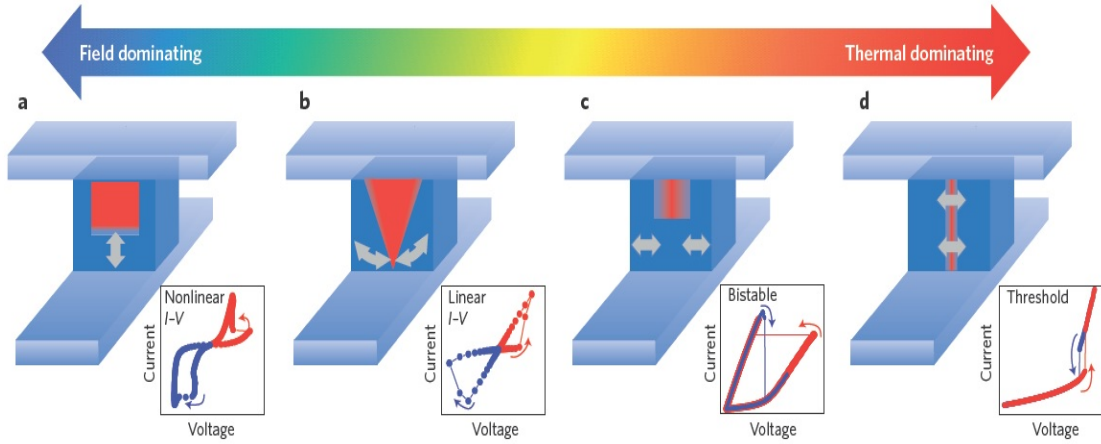 Field dominating
Thermal dominating
a
b
c
d
Nonlinear
I–V
Current
Voltage
Linear
I–V
Current
Voltage
Bistable
Current
Voltage
Threshold
Current
Voltage